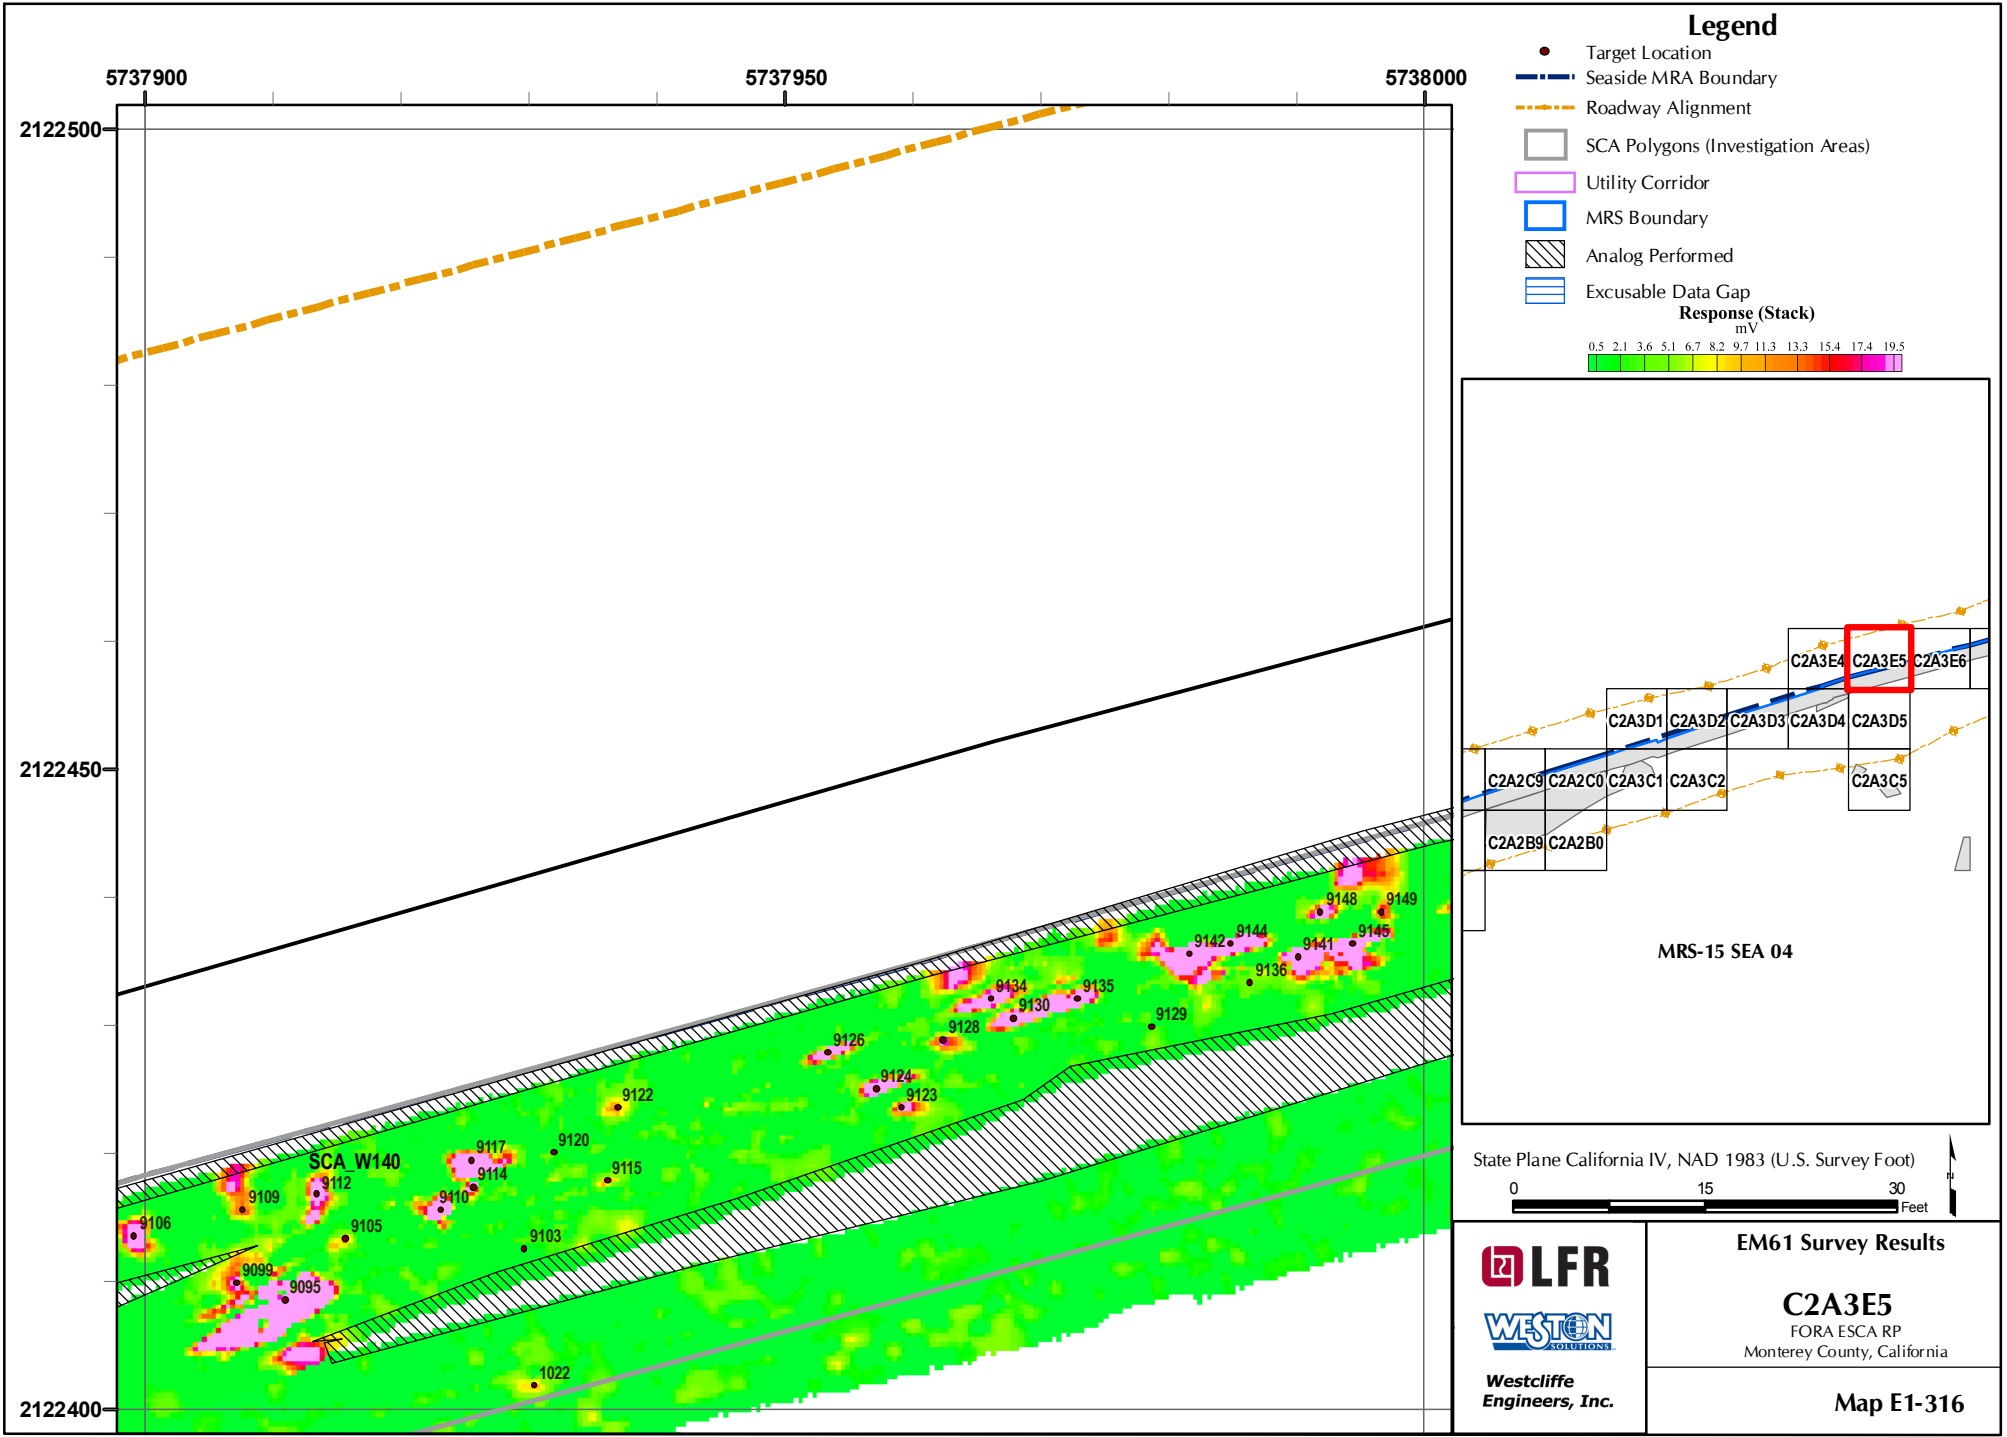 Legend
Target Location
Seaside MRA Boundary
Roadway Alignment
SCA Polygons (Investigation Areas)
Utility Corridor
MRS Boundary
Analog Performed
Excusable Data Gap
Response (Stack)
mV
0.5 2.1 3.6 5.1 6.7 8.2 9.7 11.3 13.3 15.4 17.4 19.5
5737900 5737950 5738000
2122500
2122450
2122400
9148 9149
9142 9144 9141 9145
9136
9134 9135
9130
9129
9128
9126
9124
9123
9122
9120
9117
9115
SCA_W140
9114
9112
9110
9109
9106
9105
9103
9099
9095
1022
C2A3E4 C2A3E5 C2A3E6
C2A3D1 C2A3D2 C2A3D3 C2A3D4 C2A3D5
C2A2C9 C2A2C0 C2A3C1 C2A3C2 C2A3C5
C2A2B9 C2A2B0
MRS-15 SEA 04
State Plane California IV, NAD 1983 (U.S. Survey Foot)
0 15 30
Feet
Z
LFR
WESTON
SOLUTIONS
Westcliffe
Engineers, Inc.
EM61 Survey Results
C2A3E5
FORA ESCA RP
Monterey County, California
Map E1-316